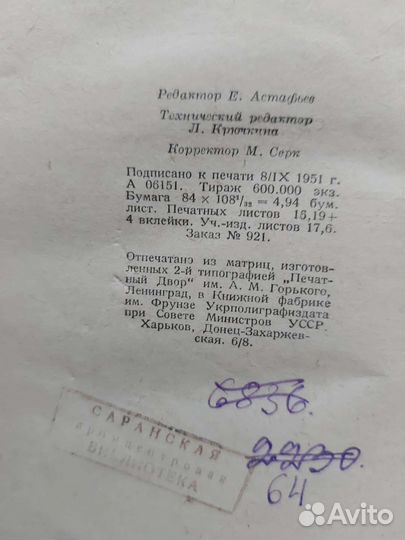 Редактор Е. Астафьев
Технический редактор
Л. Крючкина
Корректор М. Серк
Подписано к печати 8/IX 1951 г.
А 06151. Тираж 600.000 экз.
Бумага 84 × 108¹/₃₂ = 4,94 бум.
лист. Печатных листов 15,19+
4 вклейки. Уч.-изд. листов 17,6.
Заказ № 921.
Отпечатано из матриц, изготов-
ленных 2-й типографией „Печат-
ный Двор" им. А. М. Горького,
Ленинград, в Книжной фабрике
им. Фрунзе Укрполиграфиздата
при Совете Министров УССР.
Харьков, Донец-Захаржев-
ская. 6/8.
6836.
2230.
64
САРАНСКАЯ
БИБЛИОТЕКА
Avito